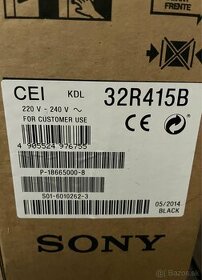 FRENTE
CEI KDL 32R415B
220 V - 240 V ~
FOR CUSTOMER USE
CE
4 905524 976755
P-18665000-8
S01-6010262-3
05/2014
BLACK
SONY